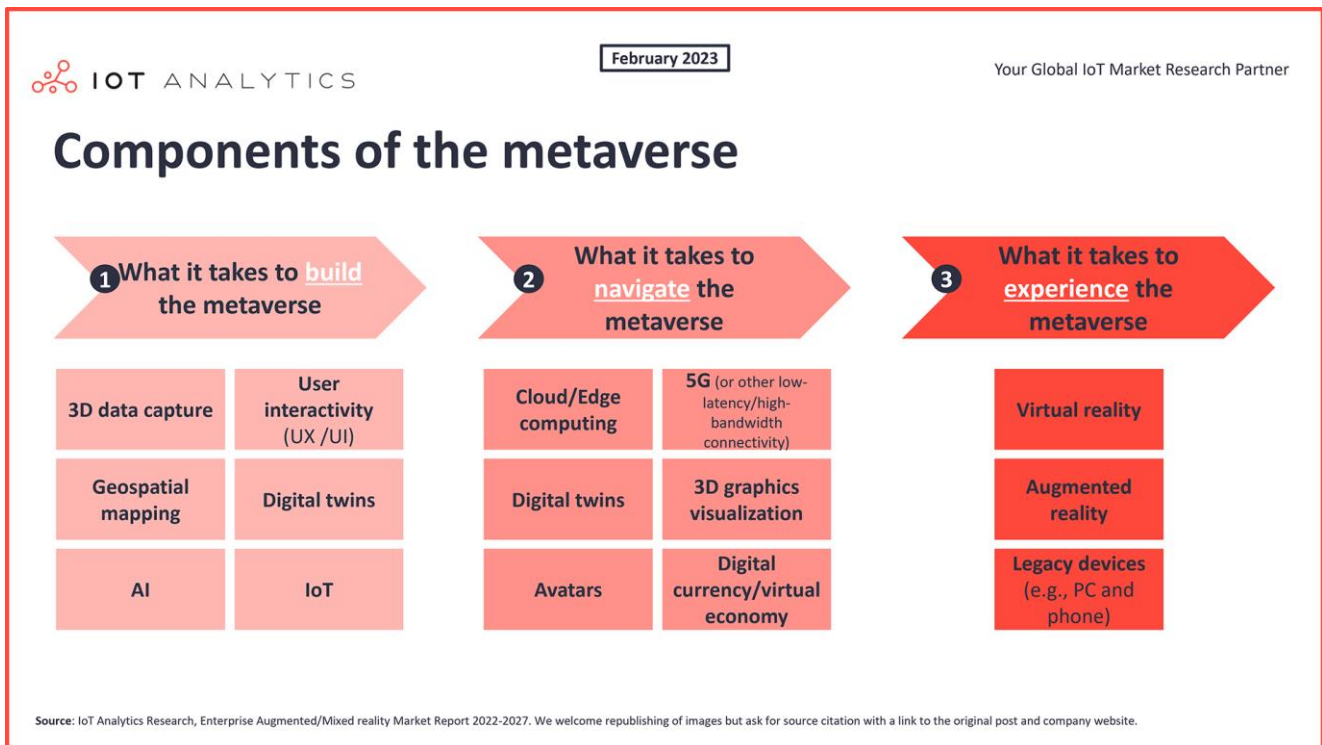 IOT ANALYTICS
February 2023
Your Global IoT Market Research Partner
Components of the metaverse
1
What it takes to build
the metaverse
3D data capture
User
interactivity
(UX /UI)
Geospatial
mapping
Digital twins
AI
IoT
2
What it takes to
navigate the
metaverse
Cloud/Edge
computing
5G (or other low-
latency/high-
bandwidth
connectivity)
Digital twins
3D graphics
visualization
Avatars
Digital
currency/virtual
economy
3
What it takes to
experience the
metaverse
Virtual reality
Augmented
reality
Legacy devices
(e.g., PC and
phone)
Source: IoT Analytics Research, Enterprise Augmented/Mixed reality Market Report 2022-2027. We welcome republishing of images but ask for source citation with a link to the original post and company website.